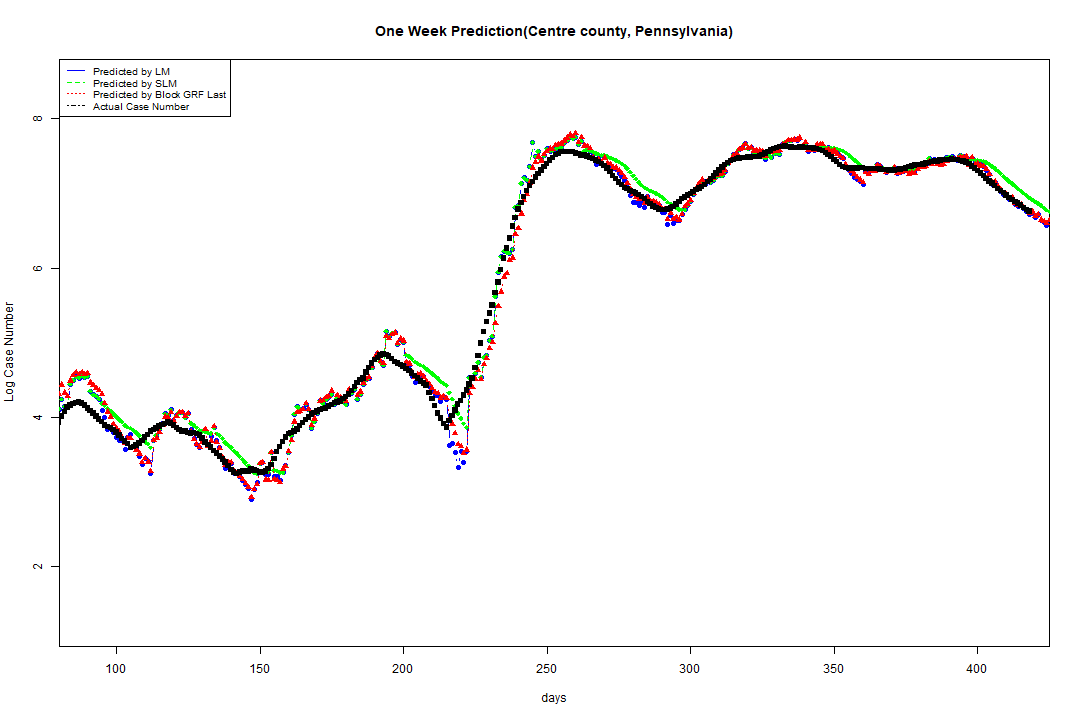 One Week Prediction(Centre county, Pennsylvania)
Predicted by LM
Predicted by SLM
Predicted by Block GRF Last
Actual Case Number
8
6
4
2
Log Case Number
100 150 200 250 300 350 400
days